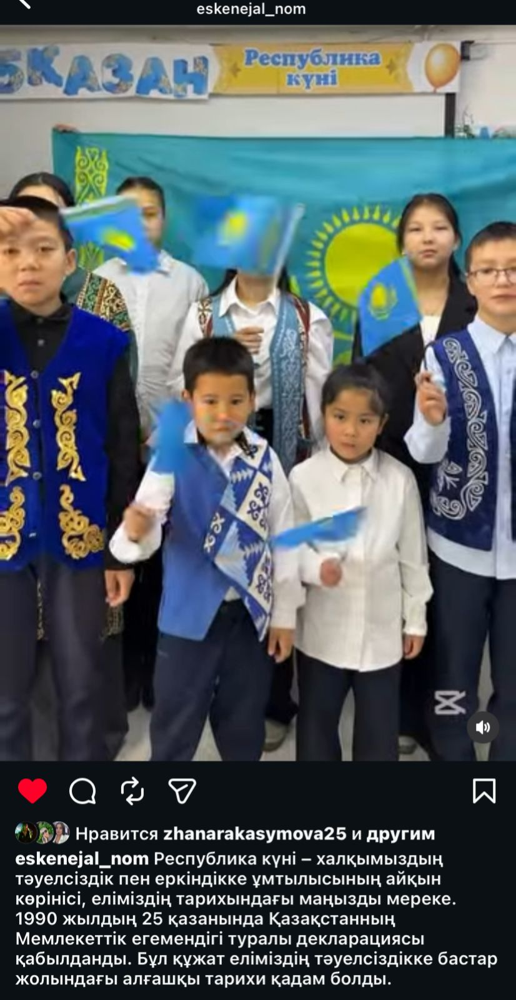 eskenejal_nom
5ҚАЗАН
Республика
күні
Нравится zhanarakasymova25 и другим
eskenejal_nom Республика күні – халқымыздың
тәуелсіздік пен еркіндікке ұмтылысының айқын
көрінісі, еліміздің тарихындағы маңызды мереке.
1990 жылдың 25 қазанында Қазақстанның
Мемлекеттік егемендігі туралы декларациясы
қабылданды. Бұл құжат еліміздің тәуелсіздікке бастар
жолындағы алғашқы тарихи қадам болды.